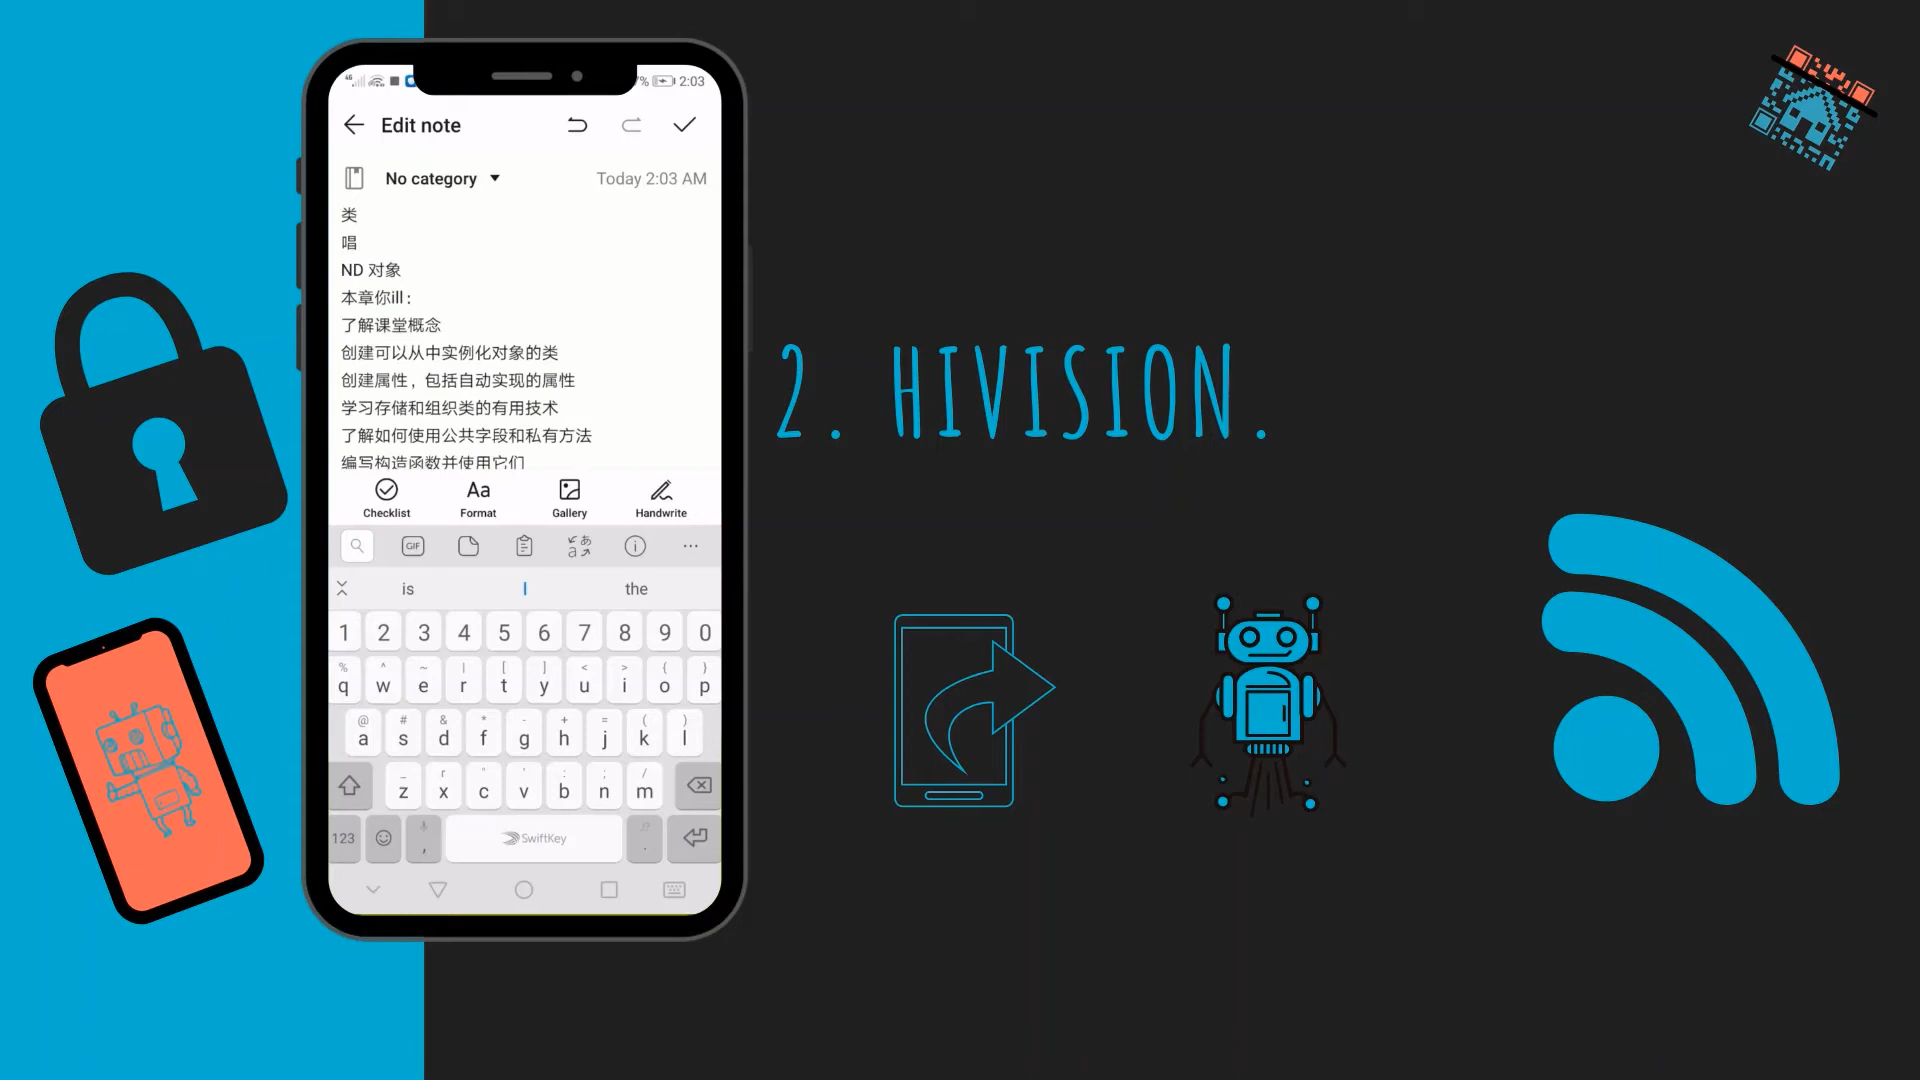 4G
% 2:03
Edit note
No category
Today 2:03 AM
类
唱
ND 对象
本章你ill：
了解课堂概念
创建可以从中实例化对象的类
创建属性，包括自动实现的属性
学习存储和组织类的有用技术
了解如何使用公共字段和私有方法
编写构造函数并使用它们
Checklist Aa Format Gallery Handwrite
GIF あ a
is I the
1 2 3 4 5 6 7 8 9 0
% ^ ~ | [ ] < > { }
q w e r t y u i o p
@ # & * - + = ( )
a s d f g h j k l
z x c v b n m
123 , SwiftKey .
2. HIVISION.